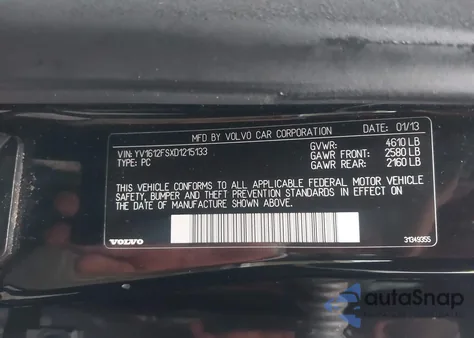 MFD BY VOLVO CAR CORPORATION DATE: 01/13
VIN: YV1612FSXD1215133 GVWR: 4610 LB
TYPE: PC GAWR FRONT: 2580 LB
GAWR REAR: 2160 LB
THIS VEHICLE CONFORMS TO ALL APPLICABLE FEDERAL MOTOR VEHICLE
SAFETY, BUMPER AND THEFT PREVENTION STANDARDS IN EFFECT ON
THE DATE OF MANUFACTURE SHOWN ABOVE.
VOLVO 31349355
autoSnap